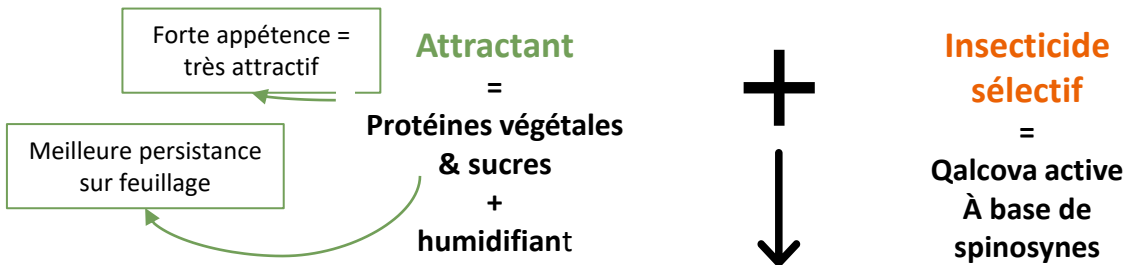 Forte appétence =
très attractif
Meilleure persistance
sur feuillage
Attractant
=
Protéines végétales
& sucres
+
humidifiant
+
Insecticide
sélectif
=
Qalcova active
À base de
spinosynes